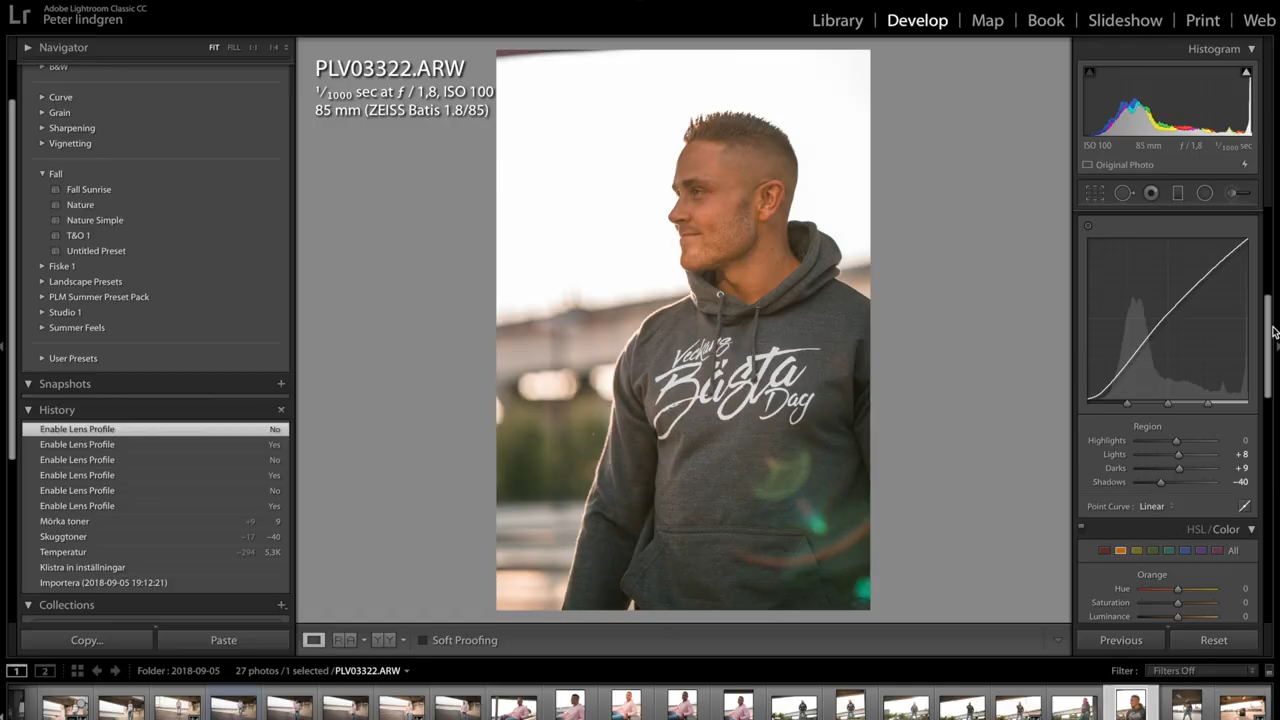 Lr
Adobe Lightroom Classic CC
Peter lindgren
Library | Develop | Map | Book | Slideshow | Print | Web
Navigator FIT FILL 1:1 1:4
B&W
Curve
Grain
Sharpening
Vignetting
Fall
Fall Sunrise
Nature
Nature Simple
T&O 1
Untitled Preset
Fiske 1
Landscape Presets
PLM Summer Preset Pack
Studio 1
Summer Feels
User Presets
Snapshots +
History ×
Enable Lens Profile No
Enable Lens Profile Yes
Enable Lens Profile No
Enable Lens Profile Yes
Enable Lens Profile No
Enable Lens Profile Yes
Mörka toner +9 9
Skuggtoner −17 −40
Temperatur −294 5,3K
Klistra in inställningar
Importera (2018-09-05 19:12:21)
Collections +
Copy... Paste
PLV03322.ARW
1/1000 sec at ƒ / 1,8, ISO 100
85 mm (ZEISS Batis 1.8/85)
Veckans
Bästa
Day
Soft Proofing
Histogram
ISO 100 85 mm ƒ / 1,8 1/1000 sec
Original Photo
Region
Highlights 0
Lights +8
Darks +9
Shadows −40
Point Curve : Linear
HSL / Color
All
Orange
Hue 0
Saturation 0
Luminance 0
Previous Reset
1 2 Folder : 2018-09-05 27 photos / 1 selected / PLV03322.ARW Filter : Filters Off